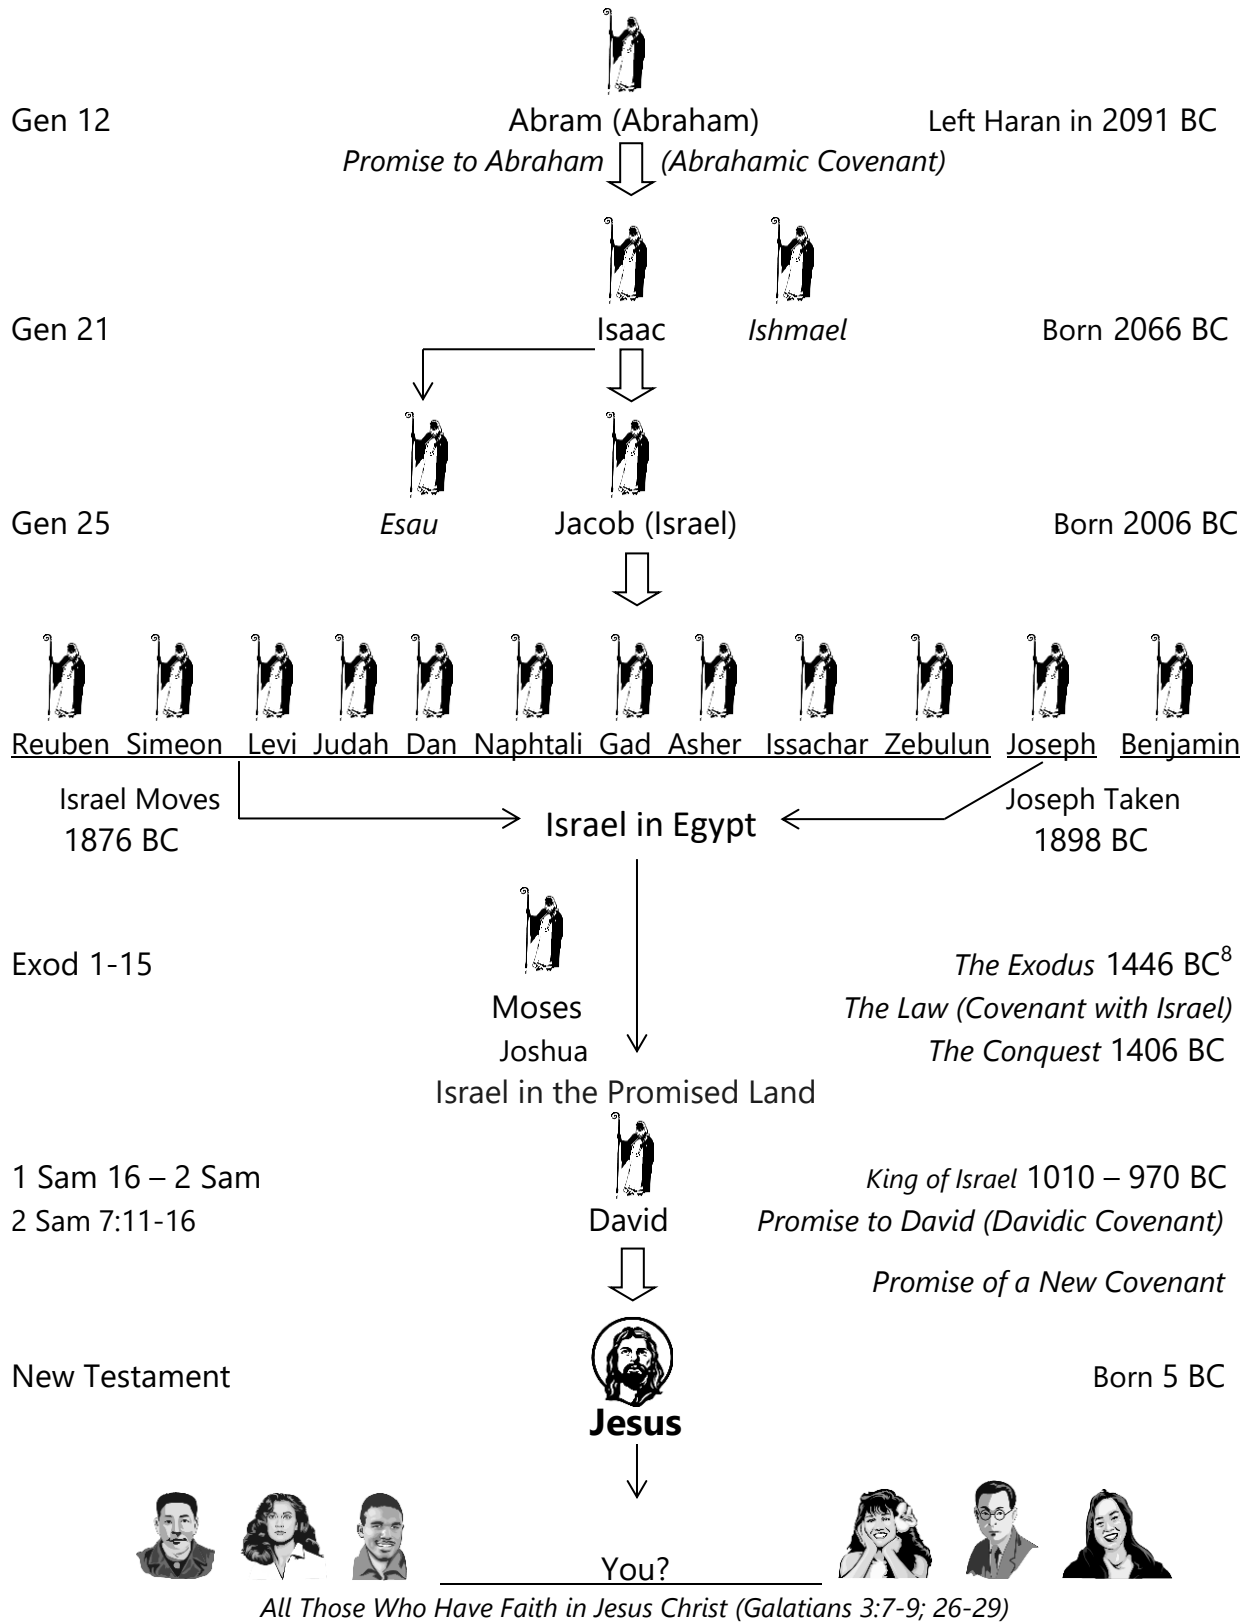 Gen 12 Abram (Abraham) Left Haran in 2091 BC
Promise to Abraham (Abrahamic Covenant)
Gen 21 Isaac Ishmael Born 2066 BC
Gen 25 Esau Jacob (Israel) Born 2006 BC
Reuben Simeon Levi Judah Dan Naphtali Gad Asher Issachar Zebulun Joseph Benjamin
Israel Moves Joseph Taken
1876 BC Israel in Egypt 1898 BC
Exod 1-15 The Exodus 1446 BC⁸
Moses The Law (Covenant with Israel)
Joshua The Conquest 1406 BC
Israel in the Promised Land
1 Sam 16 – 2 Sam King of Israel 1010 – 970 BC
2 Sam 7:11-16 David Promise to David (Davidic Covenant)
Promise of a New Covenant
New Testament Born 5 BC
Jesus
You?
All Those Who Have Faith in Jesus Christ (Galatians 3:7-9; 26-29)